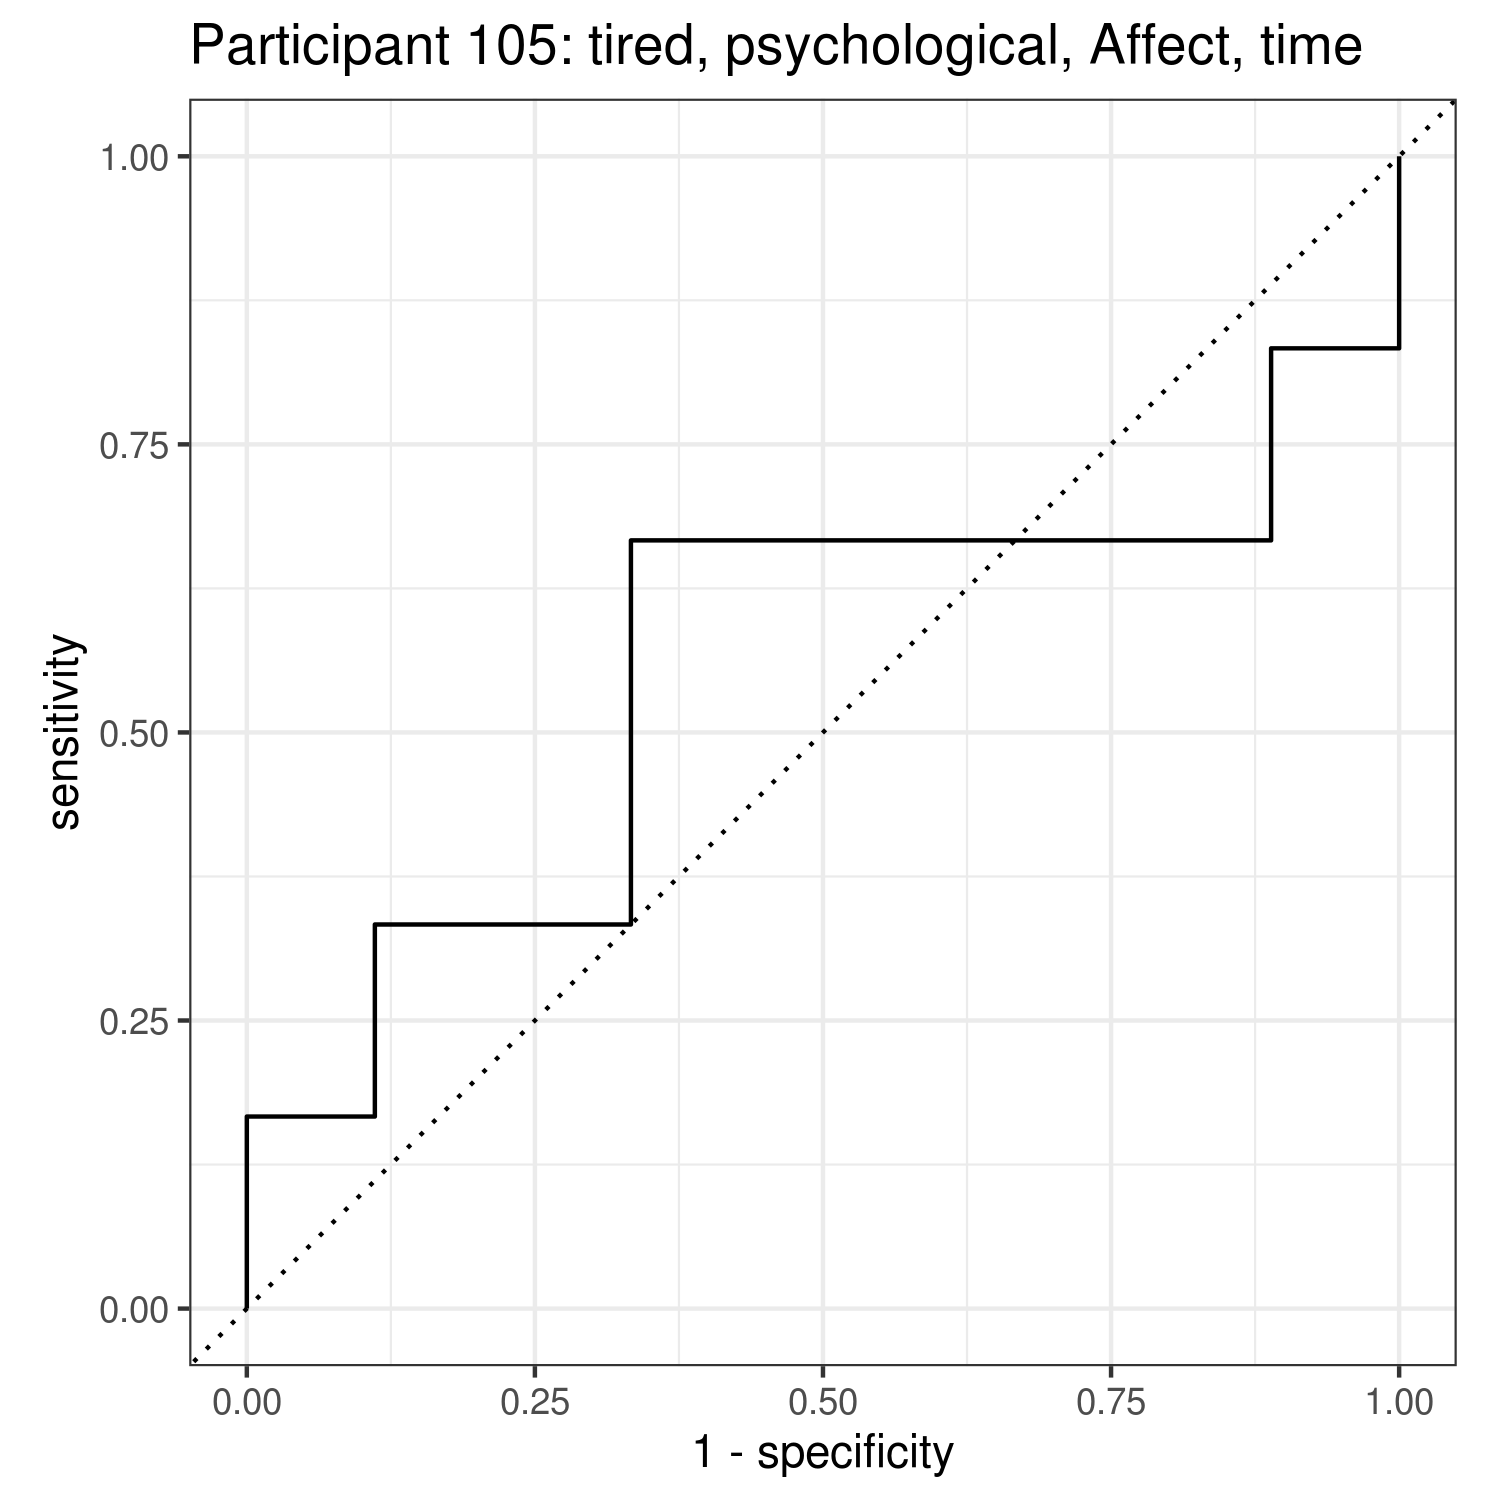 Participant 105: tired, psychological, Affect, time
1.00
0.75
0.50
0.25
0.00
sensitivity
0.00 0.25 0.50 0.75 1.00
1 - specificity